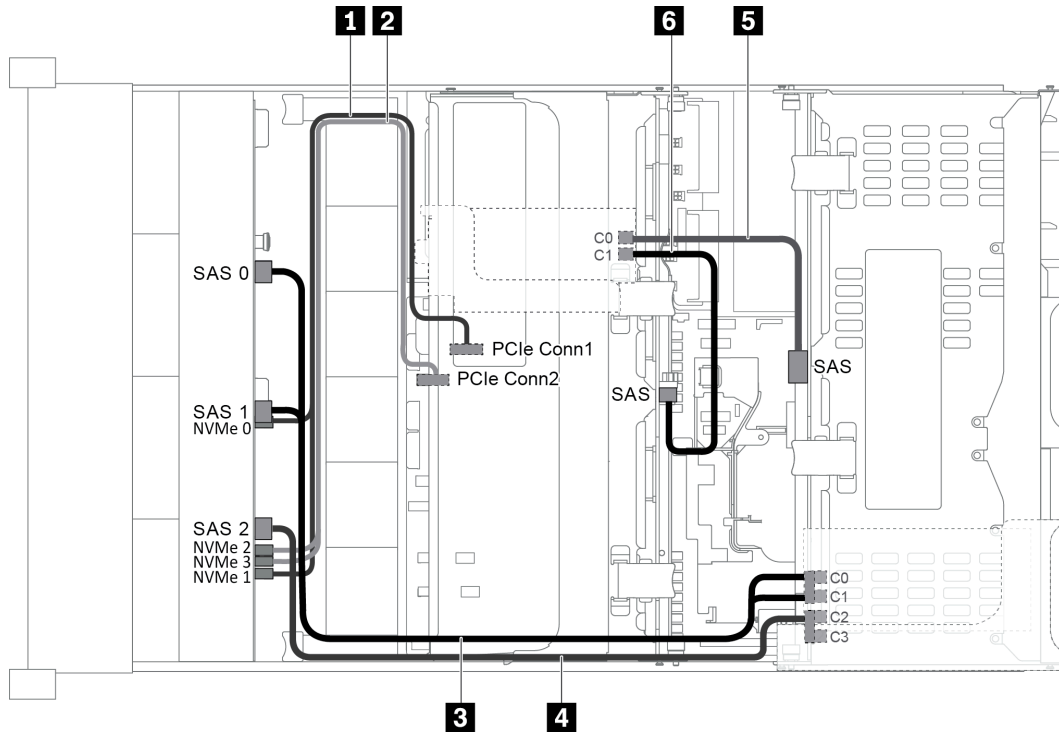 1 2 6 5
C0
C1
SAS 0
PCIe Conn1
SAS
PCIe Conn2
SAS
SAS 1
NVMe 0
SAS 2
NVMe 2
NVMe 3
NVMe 1
C0
C1
C2
C3
3 4